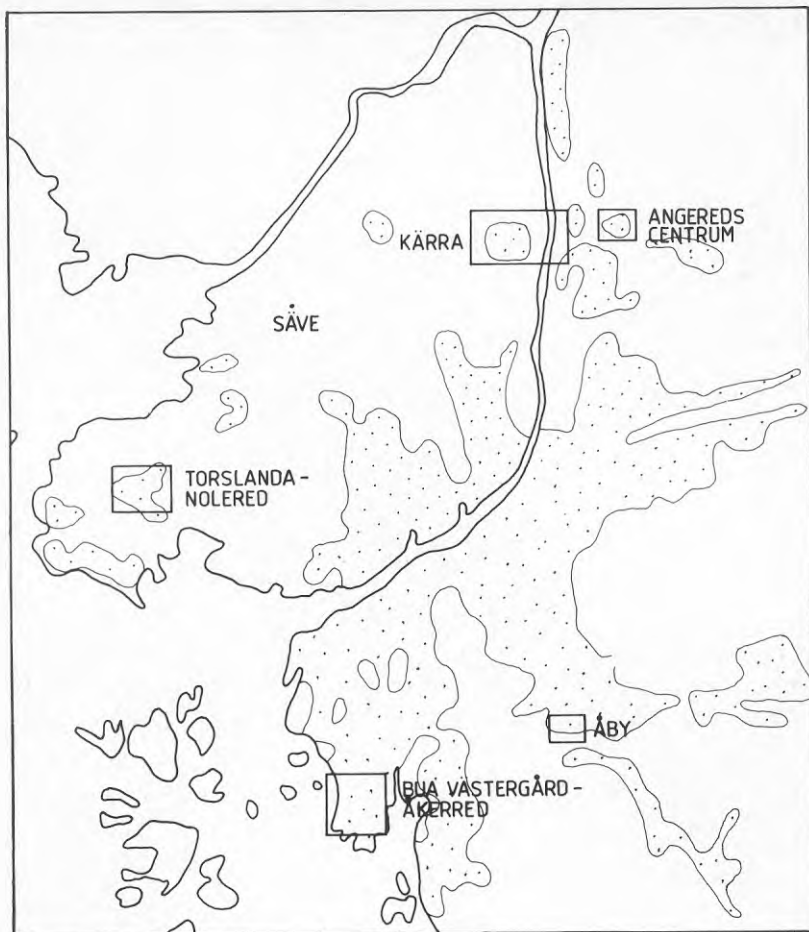 ANGEREDS
CENTRUM
KÄRRA
SÄVE
TORSLANDA-
NOLERED
ÅBY
BUA VÄSTERGÅRD-
ÅKERRED